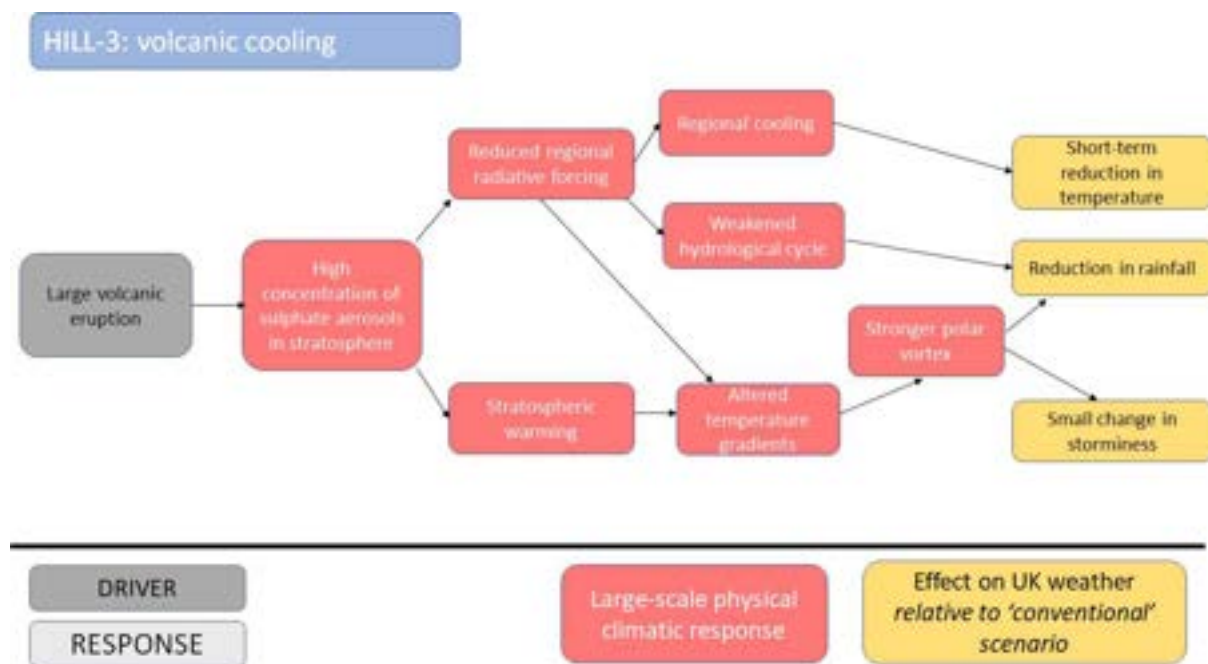 HILL-3: volcanic cooling
Regional cooling
Reduced regional
radiative forcing
Short-term
reduction in
temperature
Weakened
hydrological cycle
Large volcanic
eruption
High
concentration of
sulphate aerosols
in stratosphere
Reduction in rainfall
Stronger polar
vortex
Stratospheric
warming
Altered
temperature
gradients
Small change in
storminess
DRIVER
RESPONSE
Large-scale physical
climatic response
Effect on UK weather
relative to ‘conventional’
scenario